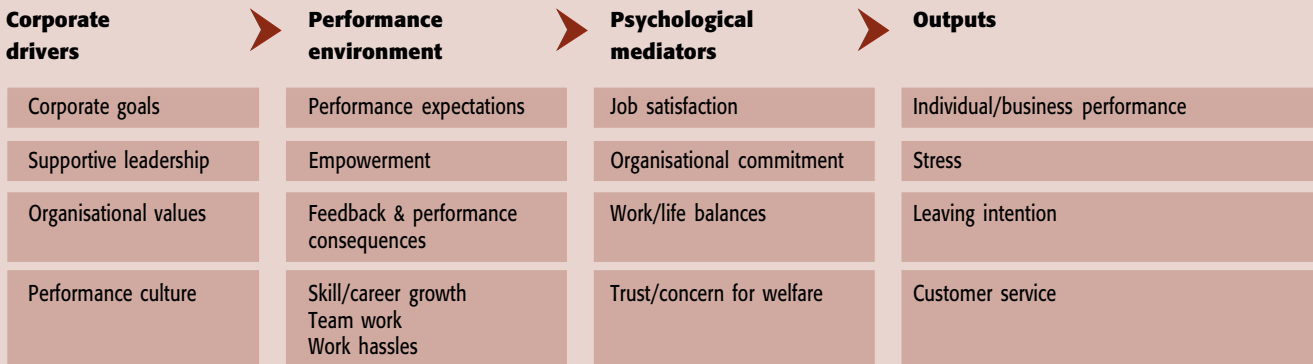 Corporate
drivers
Performance
environment
Psychological
mediators
Outputs
Corporate goals
Performance expectations
Job satisfaction
Individual/business performance
Supportive leadership
Empowerment
Organisational commitment
Stress
Organisational values
Feedback & performance
consequences
Work/life balances
Leaving intention
Performance culture
Skill/career growth
Team work
Work hassles
Trust/concern for welfare
Customer service